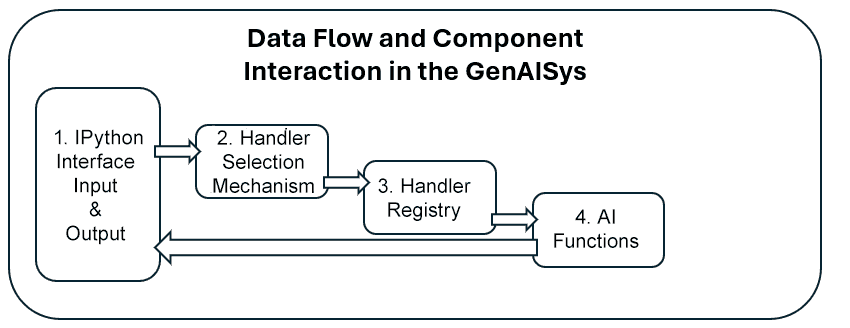 Data Flow and Component
Interaction in the GenAISys
1. IPython
Interface
Input
&
Output
2. Handler
Selection
Mechanism
3. Handler
Registry
4. AI
Functions